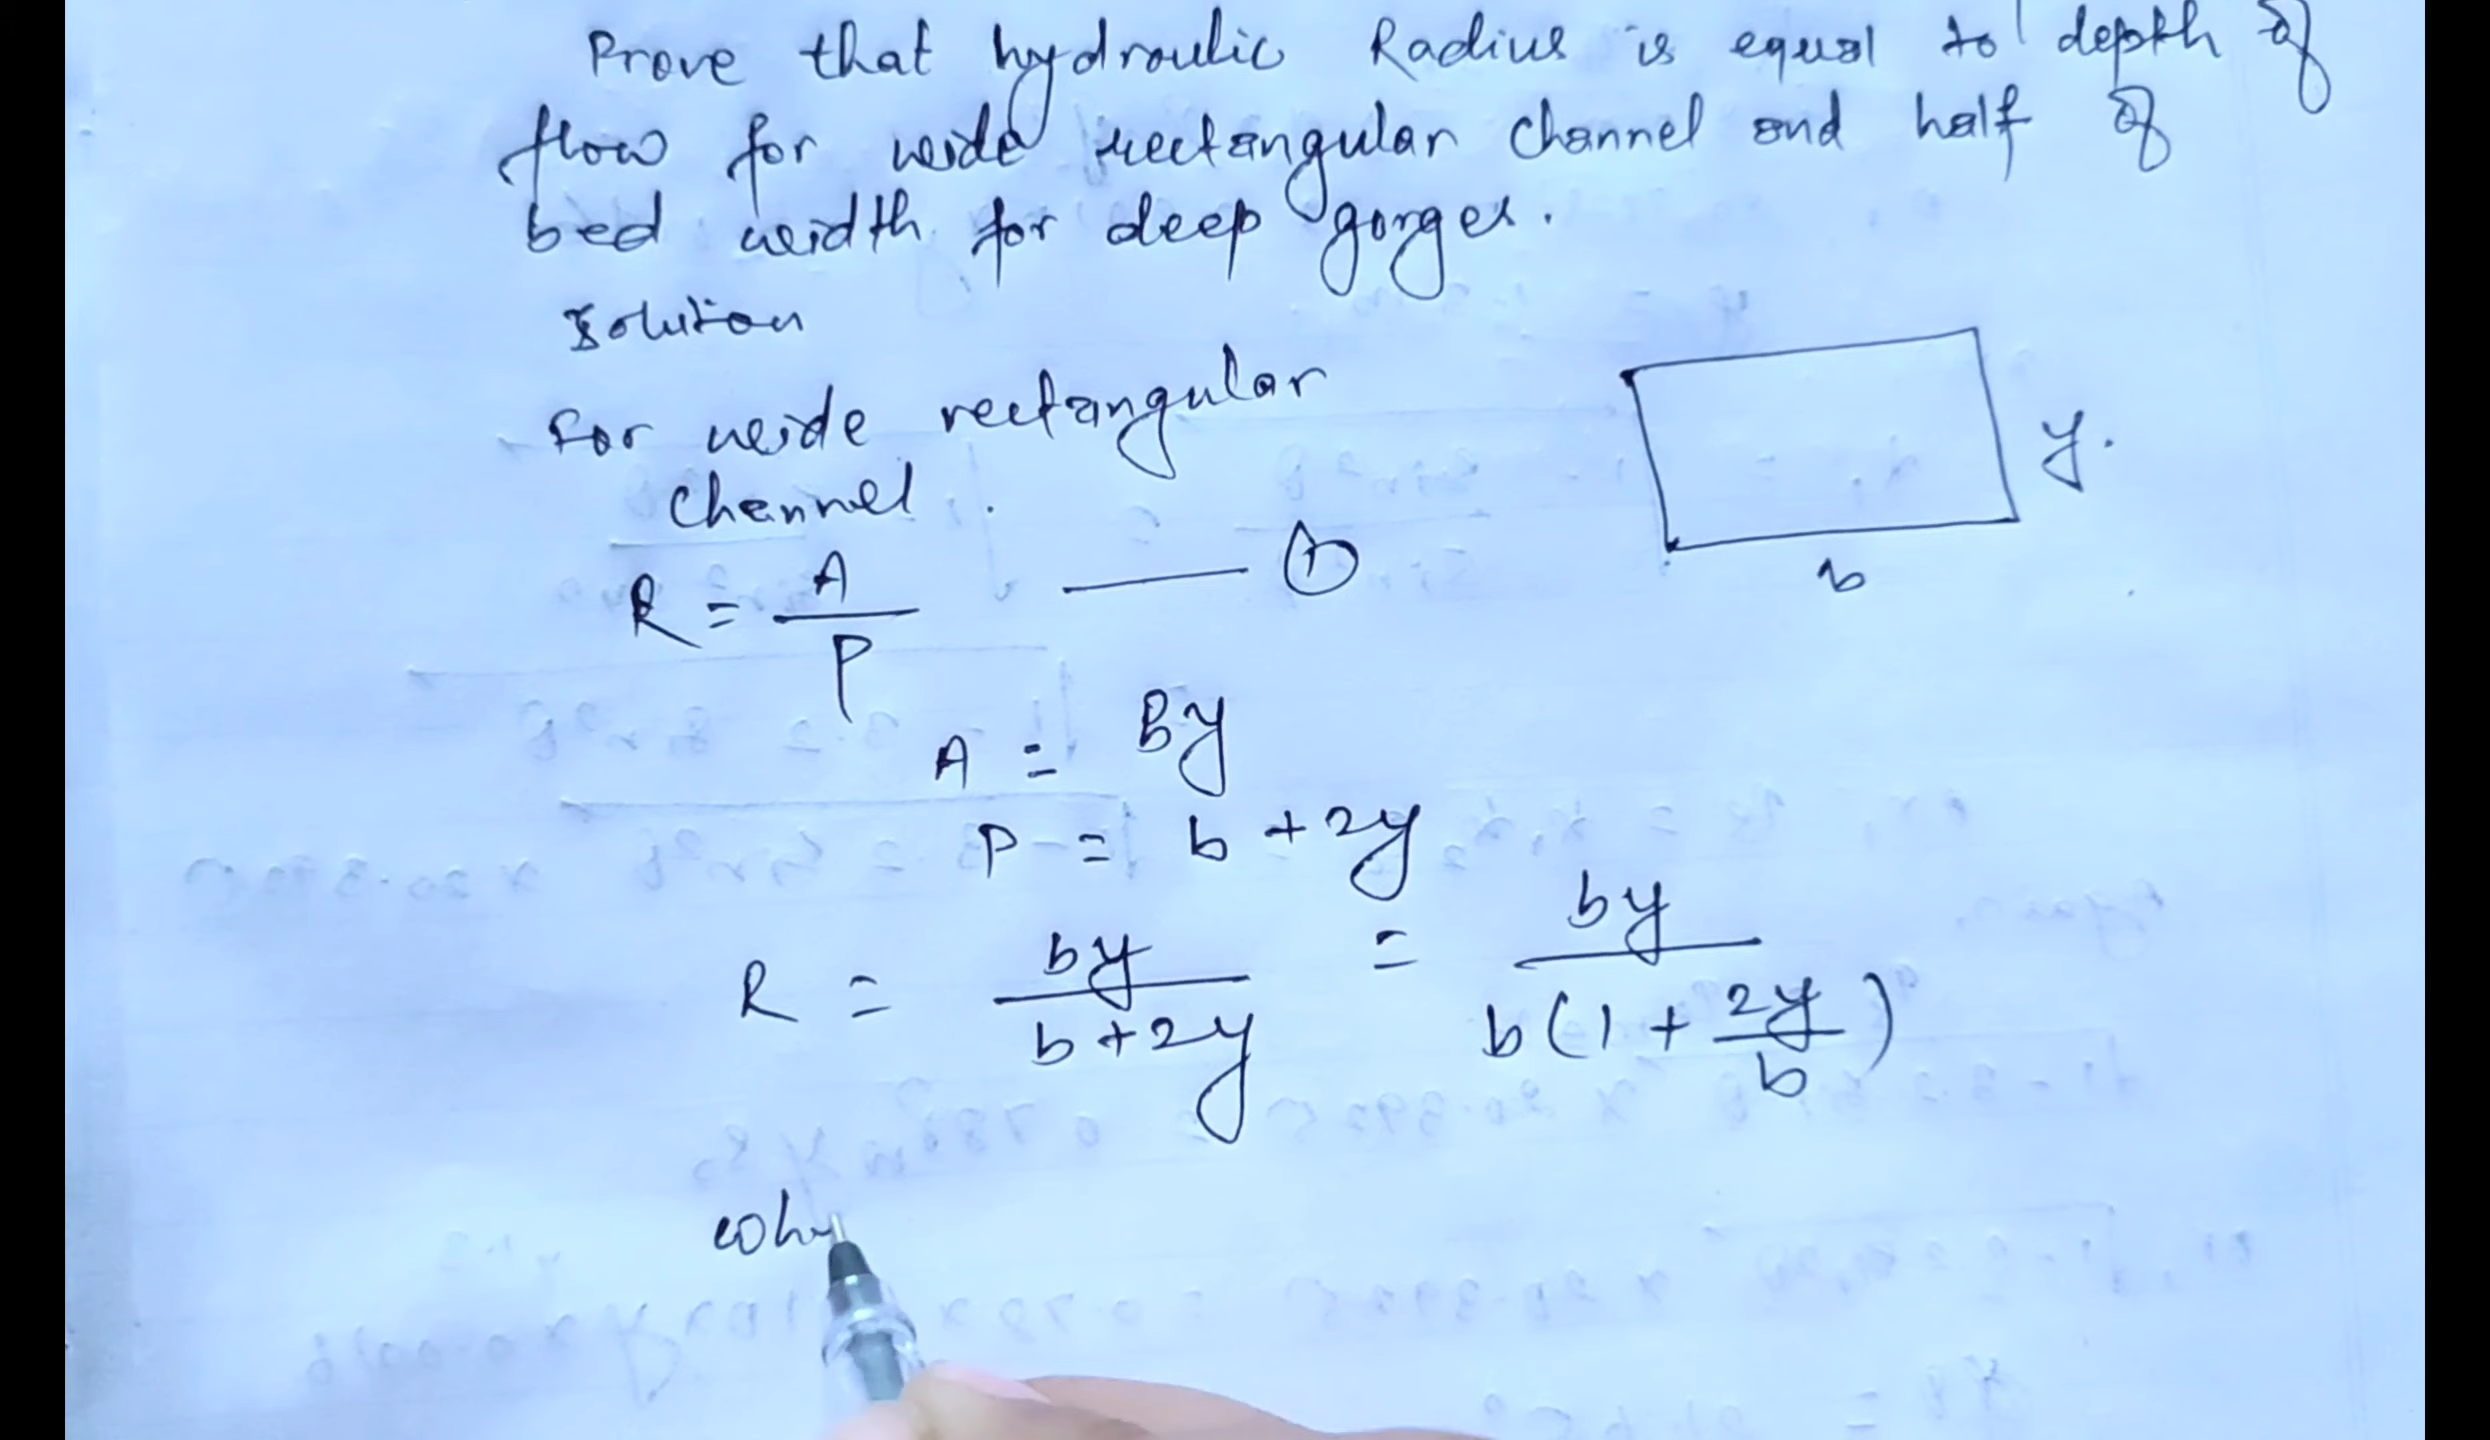 Prove that hydraulic Radius is equal to depth of
flow for wide rectangular channel and half of
bed width for deep gorges.
Solution
For wide rectangular
channel.
R = A / P —— ①
y.
b
A = By
P = b + 2y
R = by / b+2y = by / b(1 + 2y/b)